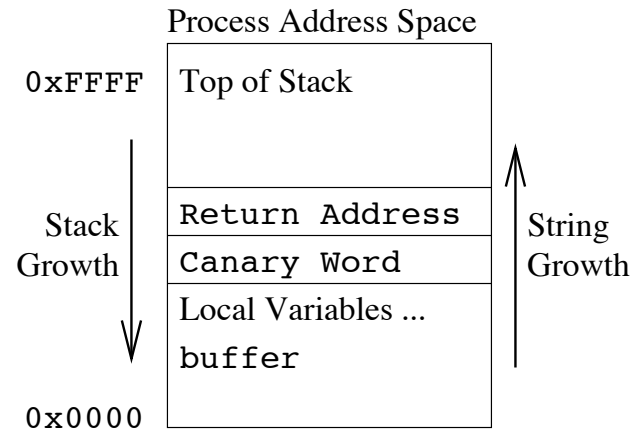 Process Address Space
0xFFFF
Top of Stack
Stack
Growth
Return Address
Canary Word
Local Variables ...
buffer
String
Growth
0x0000